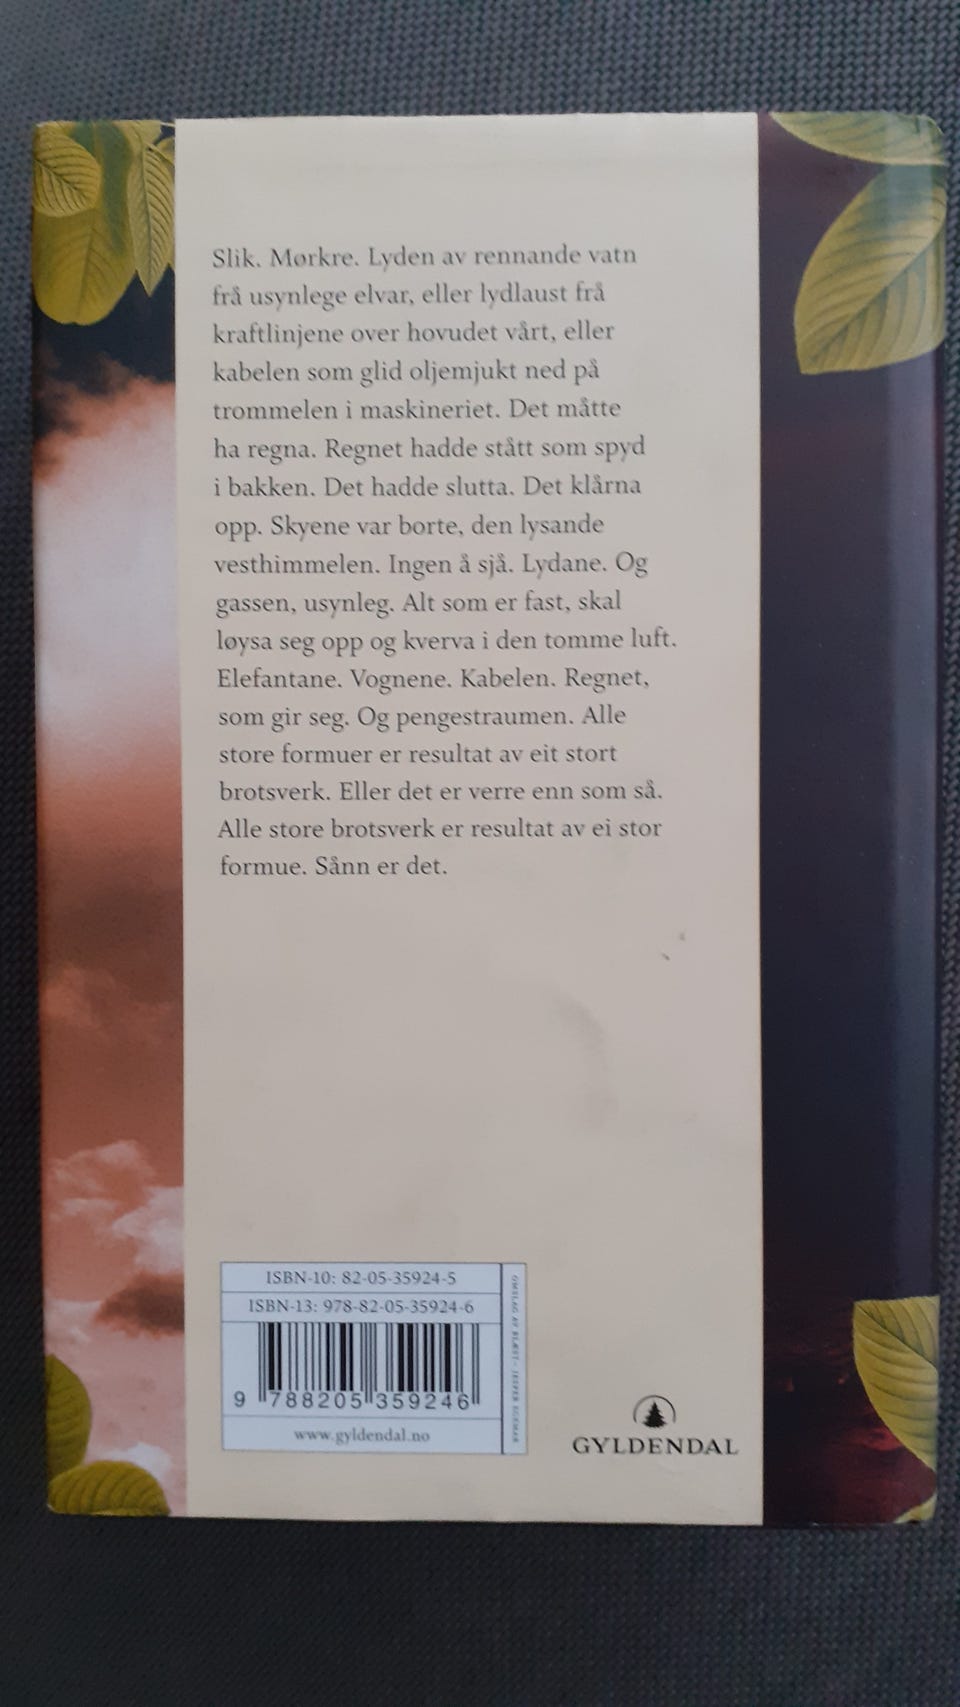 Slik. Mørkre. Lyden av rennande vatn
frå usynlege elvar, eller lydlaust frå
kraftlinjene over hovudet vårt, eller
kabelen som glid oljemjukt ned på
trommelen i maskineriet. Det måtte
ha regna. Regnet hadde stått som spyd
i bakken. Det hadde slutta. Det klårna
opp. Skyene var borte, den lysande
vesthimmelen. Ingen å sjå. Lydane. Og
gassen, usynleg. Alt som er fast, skal
løysa seg opp og kverva i den tomme luft.
Elefantane. Vognene. Kabelen. Regnet,
som gir seg. Og pengestraumen. Alle
store formuer er resultat av eit stort
brotsverk. Eller det er verre enn som så.
Alle store brotsverk er resultat av ei stor
formue. Sånn er det.
ISBN-10: 82-05-35924-5
ISBN-13: 978-82-05-35924-6
9 788205 359246
www.gyldendal.no
OMSLAG AV BLÆST – JESPER
GYLDENDAL